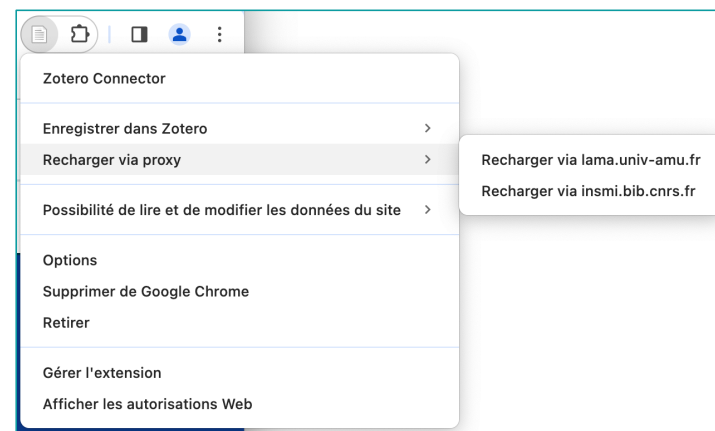 Zotero Connector
Enregistrer dans Zotero
Recharger via proxy
Recharger via lama.univ-amu.fr
Recharger via insmi.bib.cnrs.fr
Possibilité de lire et de modifier les données du site
Options
Supprimer de Google Chrome
Retirer
Gérer l'extension
Afficher les autorisations Web